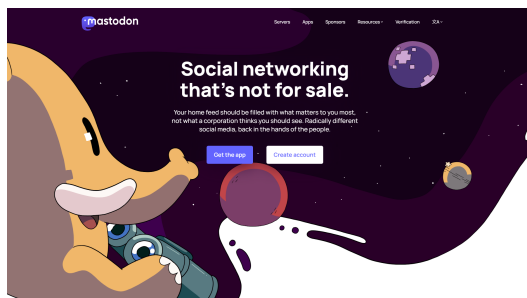 mastodon
Servers Apps Sponsors Resources Verification 文A
Social networking
that's not for sale.
Your home feed should be filled with what matters to you most,
not what a corporation thinks you should see. Radically different
social media, back in the hands of the people.
Get the app Create account